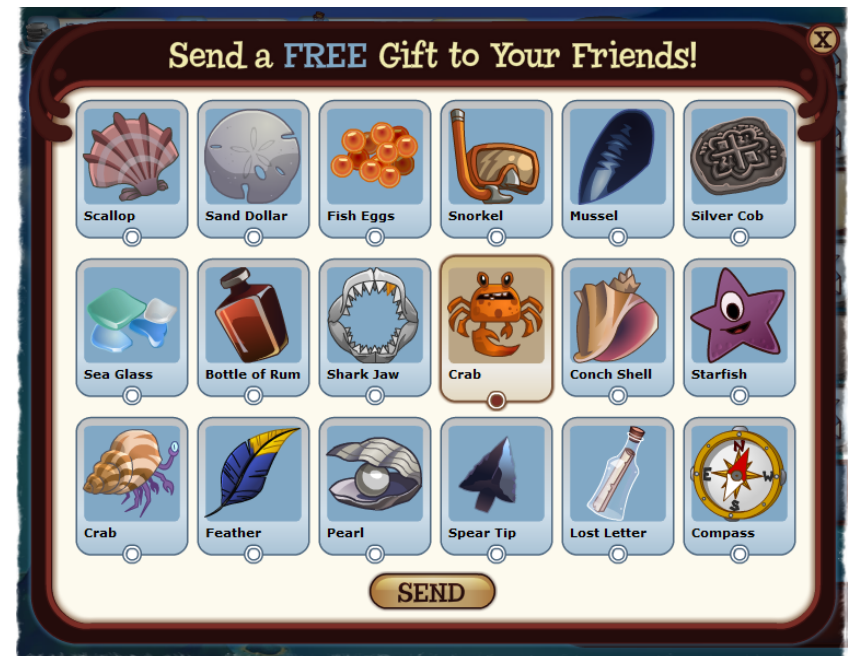 Send a FREE Gift to Your Friends!
X
Scallop
Sand Dollar
Fish Eggs
Snorkel
Mussel
Silver Cob
Sea Glass
Bottle of Rum
Shark Jaw
Crab
Conch Shell
Starfish
Crab
Feather
Pearl
Spear Tip
Lost Letter
Compass
N
E
W
S
SEND